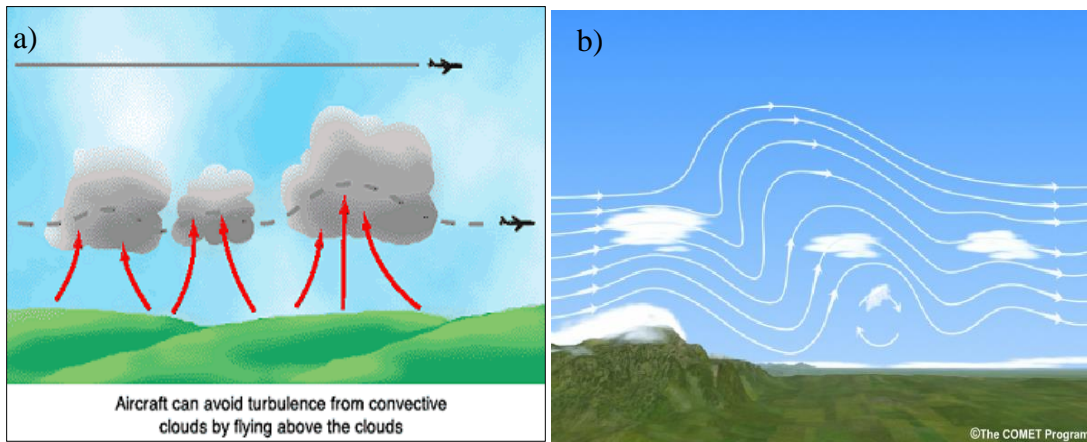 a)
b)
Aircraft can avoid turbulence from convective
clouds by flying above the clouds
©The COMET Program